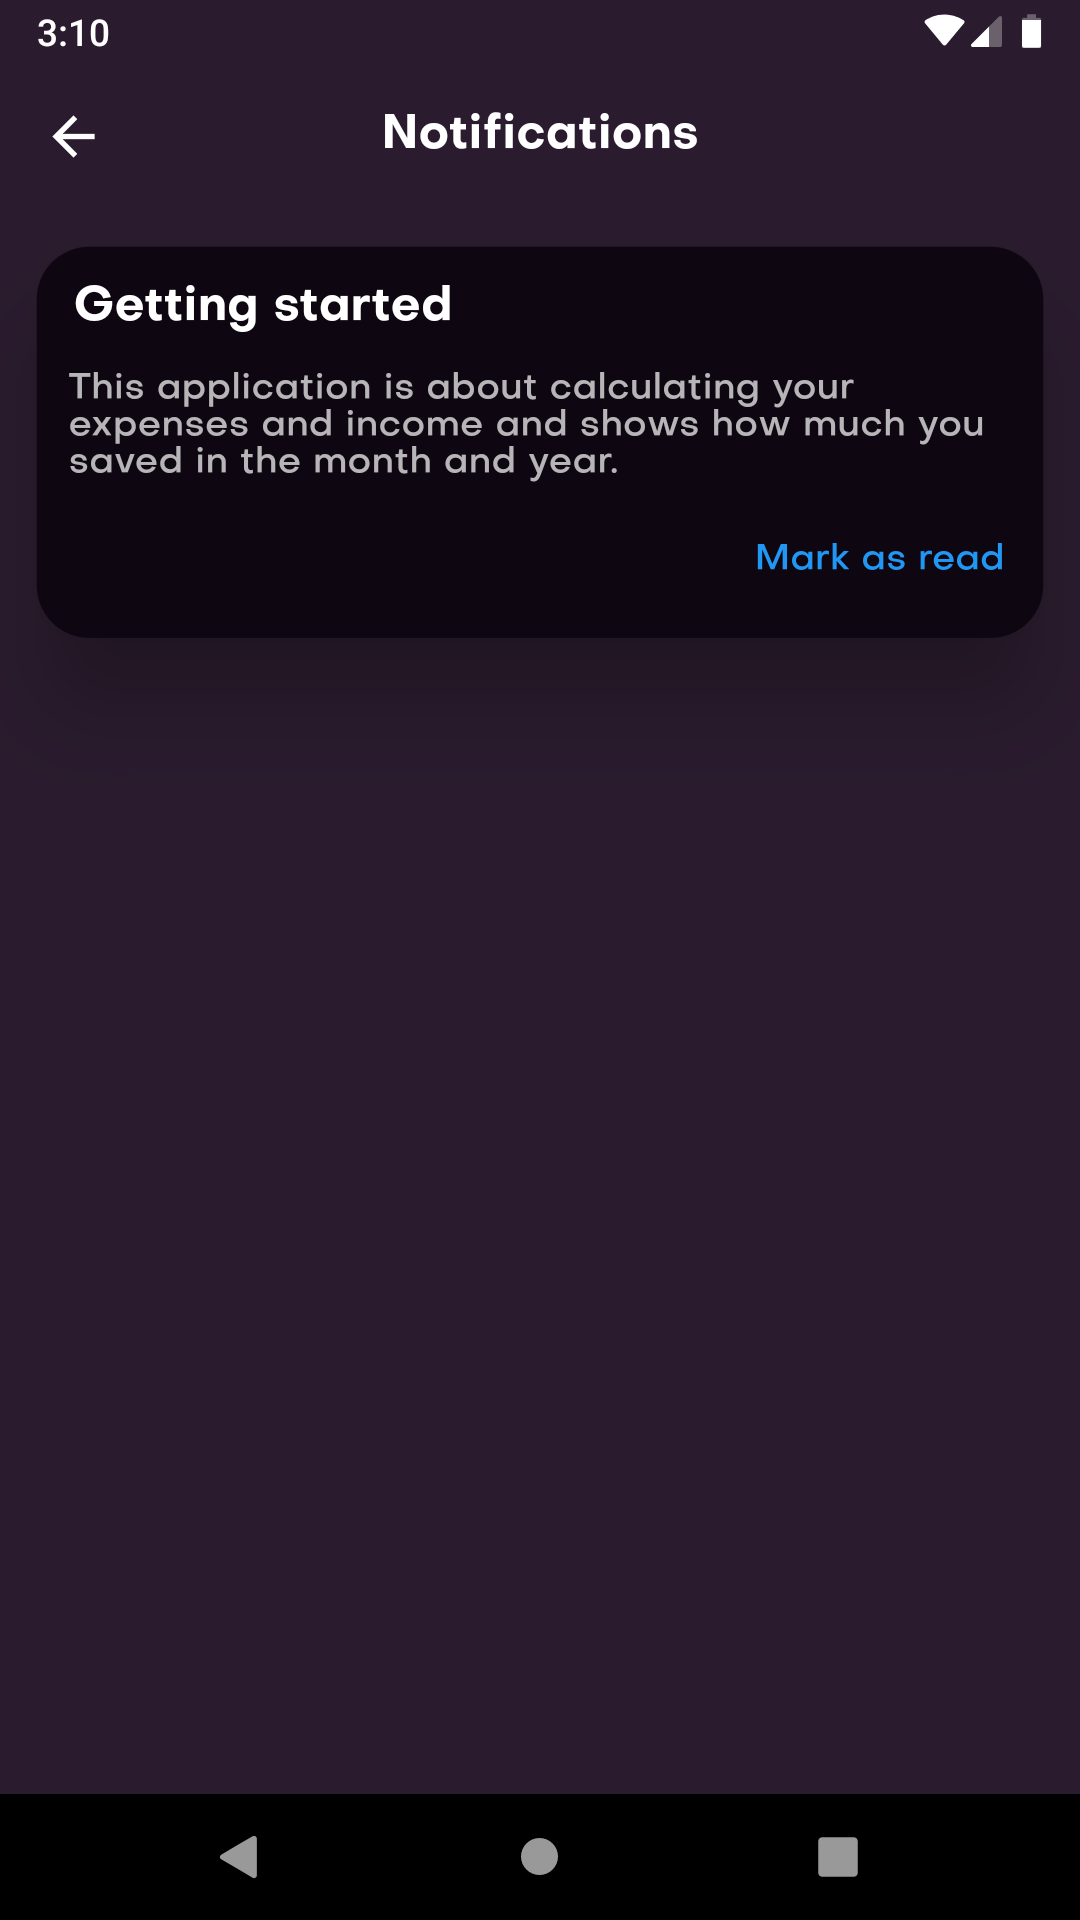 3:10
Notifications
Getting started
This application is about calculating your
expenses and income and shows how much you
saved in the month and year.
Mark as read